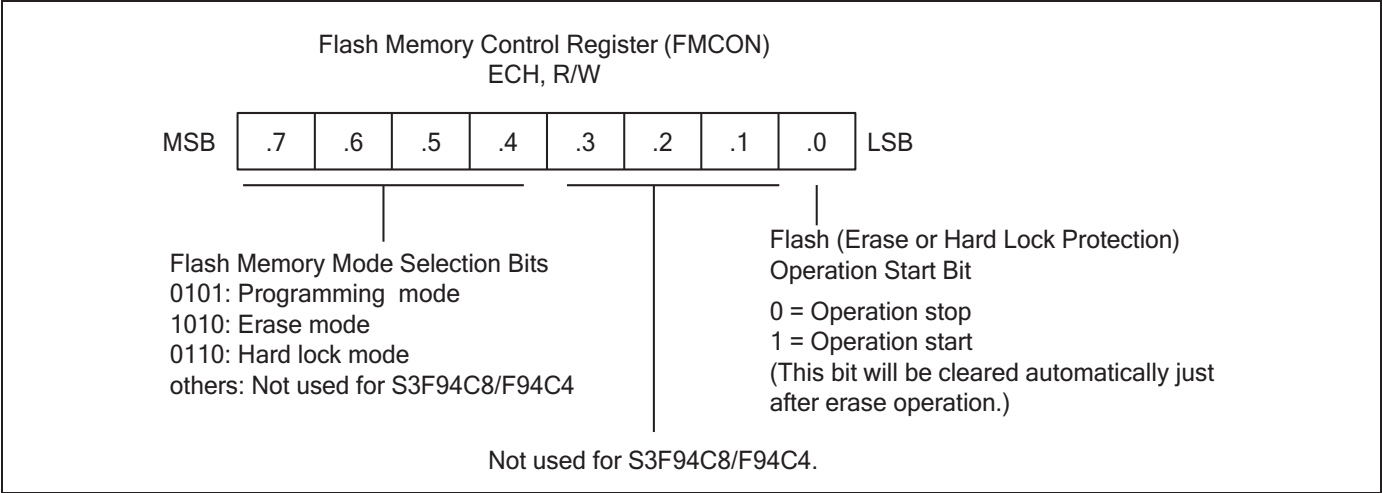 Flash Memory Control Register (FMCON)
ECH, R/W
MSB .7 .6 .5 .4 .3 .2 .1 .0 LSB
Flash Memory Mode Selection Bits
0101: Programming mode
1010: Erase mode
0110: Hard lock mode
others: Not used for S3F94C8/F94C4
Flash (Erase or Hard Lock Protection)
Operation Start Bit
0 = Operation stop
1 = Operation start
(This bit will be cleared automatically just
after erase operation.)
Not used for S3F94C8/F94C4.